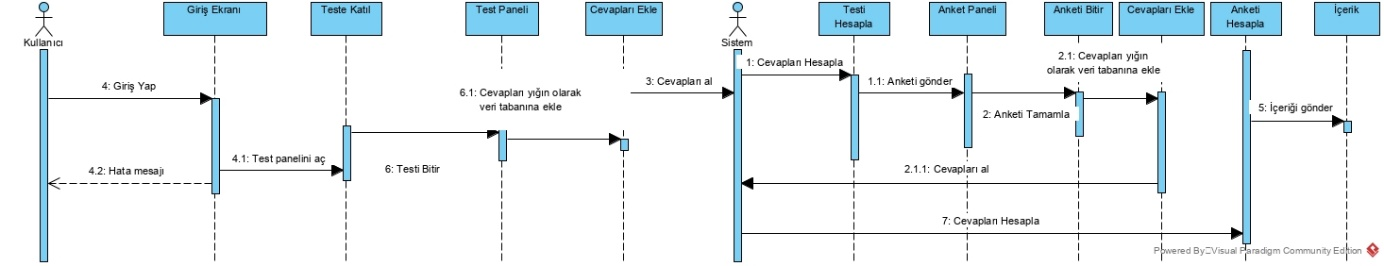 Giriş Ekranı
Teste Katıl
Test Paneli
Cevapları Ekle
Testi
Hesapla
Anket Paneli
Anketi Bitir
Cevapları Ekle
Anketi
Hesapla
İçerik
Kullanıcı
Sistem
1: Cevapları Hesapla
2.1: Cevapları yığın
olarak veri tabanına ekle
4: Giriş Yap
6.1: Cevapları yığın olarak
veri tabanına ekle
3: Cevapları al
1.1: Anketi gönder
2: Anketi Tamamla
5: İçeriği gönder
4.1: Test panelini aç
4.2: Hata mesajı
6: Testi Bitir
2.1.1: Cevapları al
7: Cevapları Hesapla
Powered By Visual Paradigm Community Edition